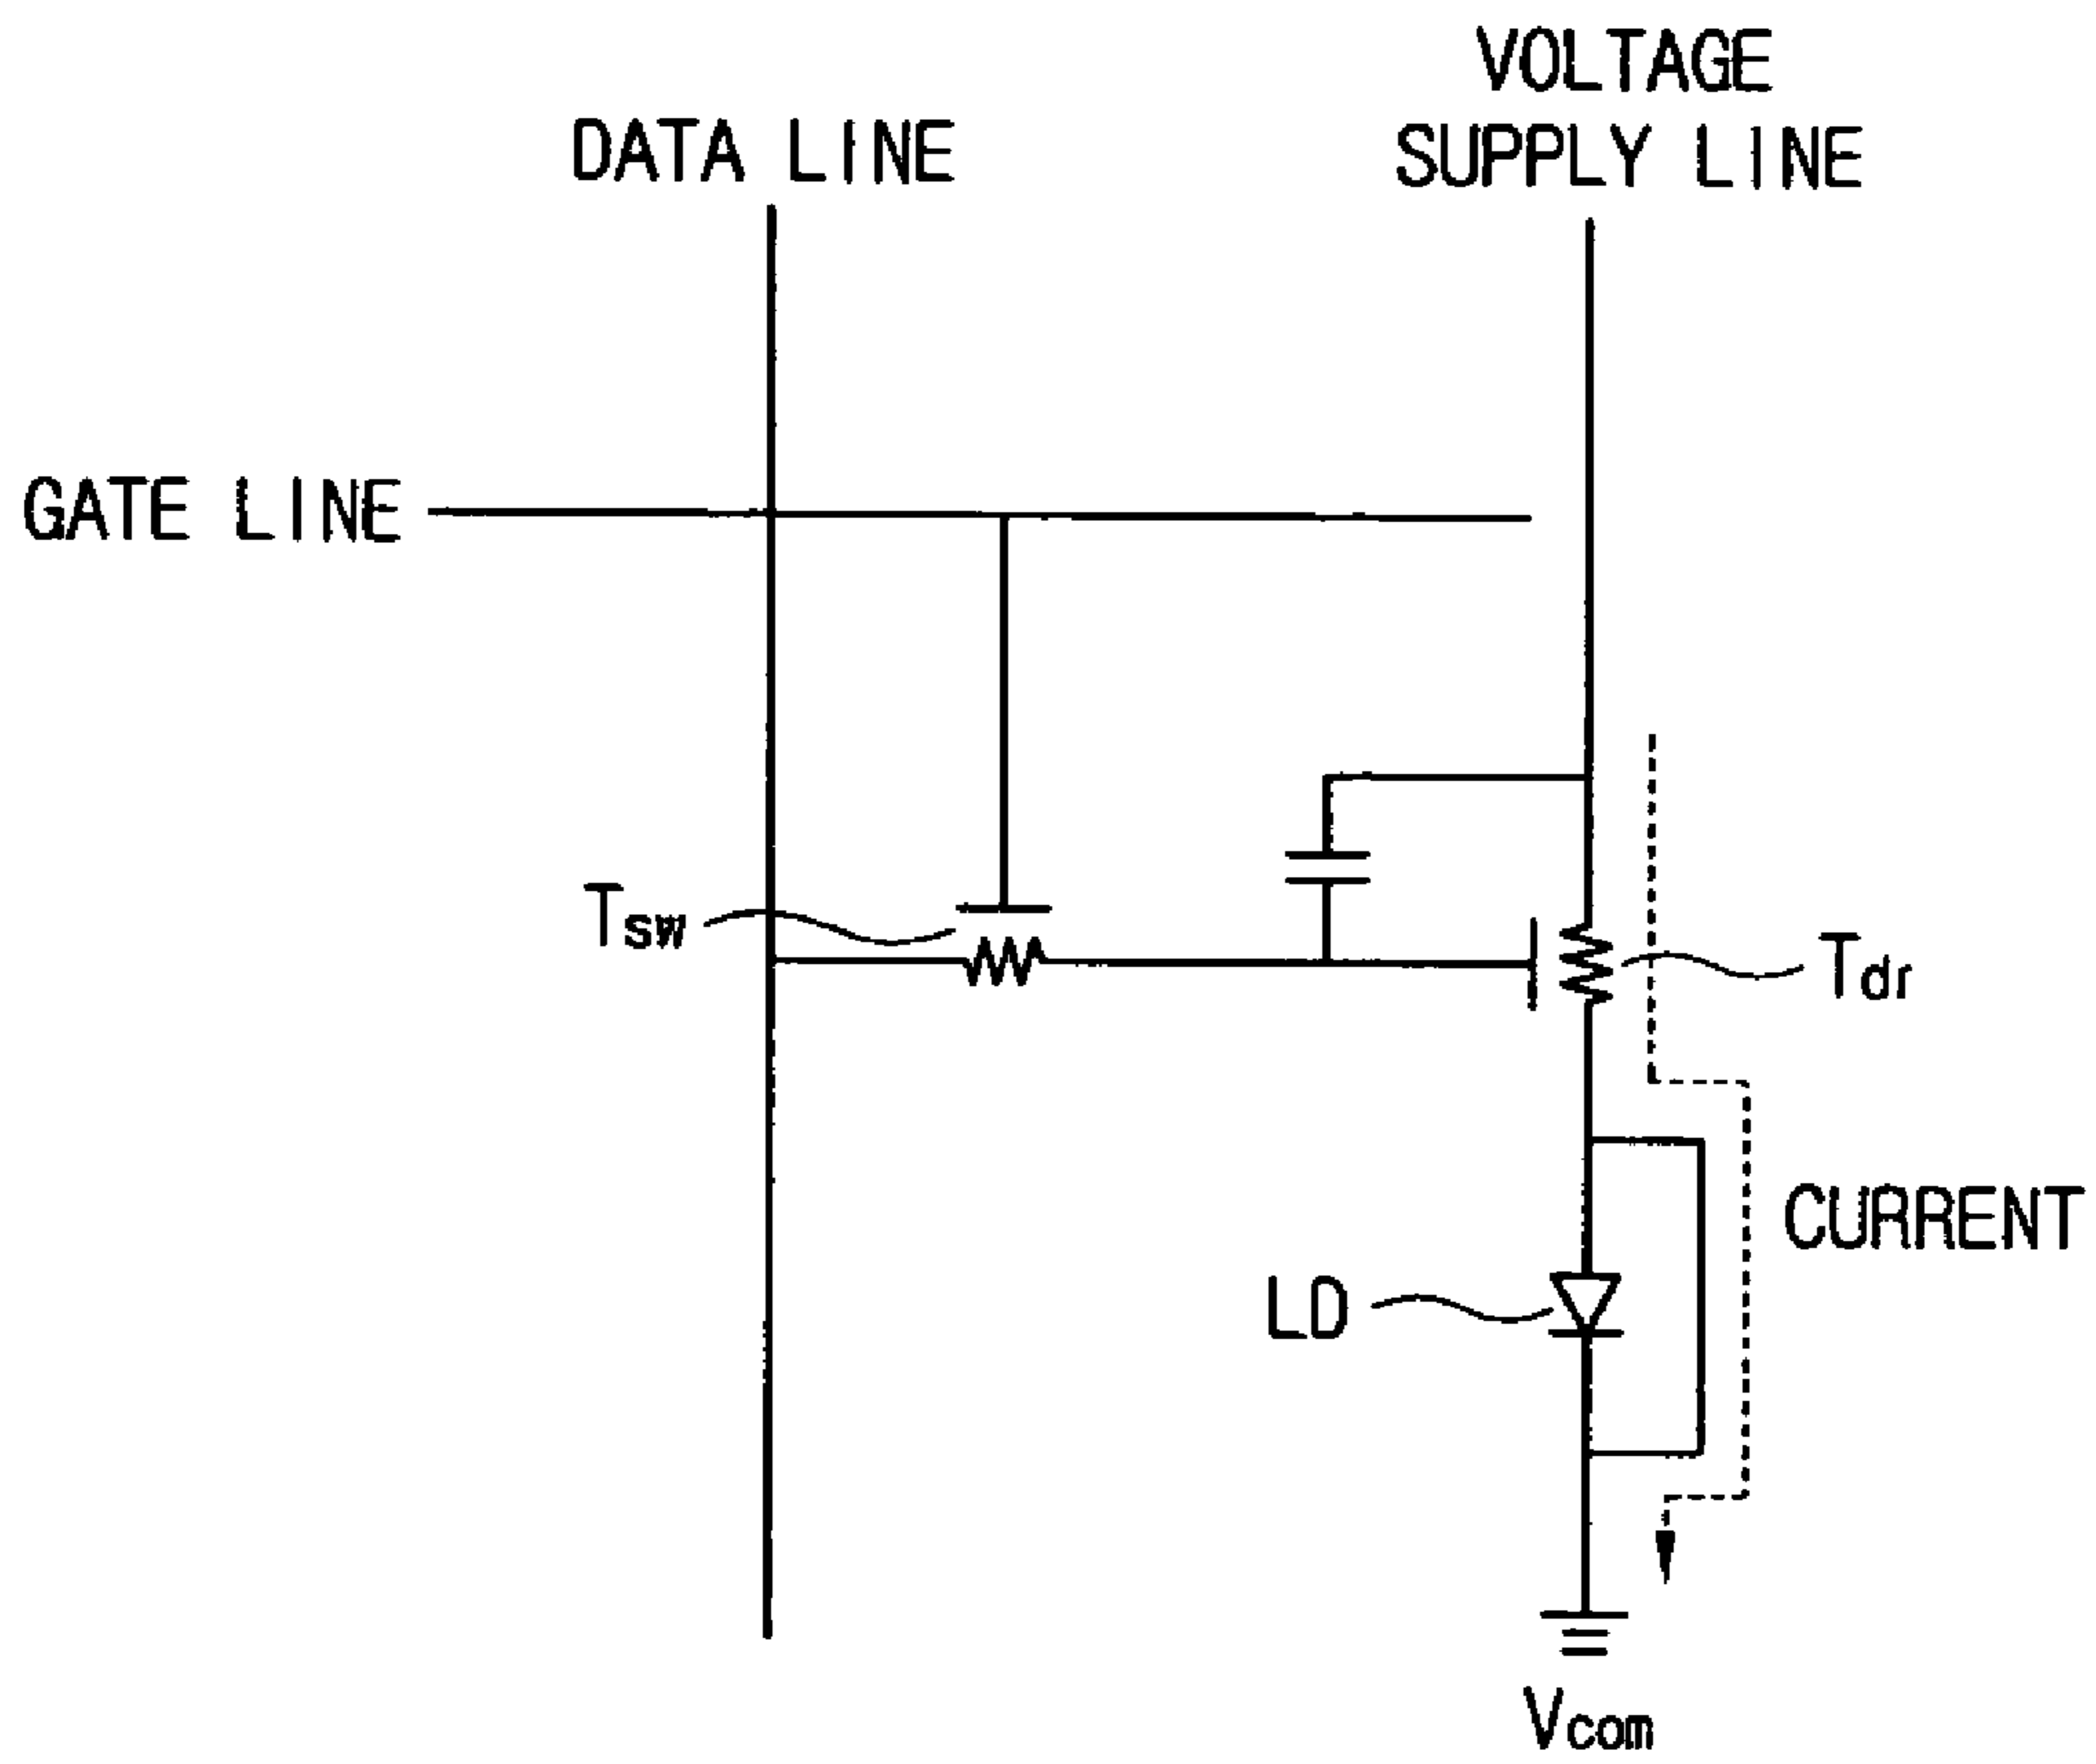 VOLTAGE
SUPPLY LINE
DATA LINE
GATE LINE
Tsw
Tdr
CURRENT
LD
Vcom